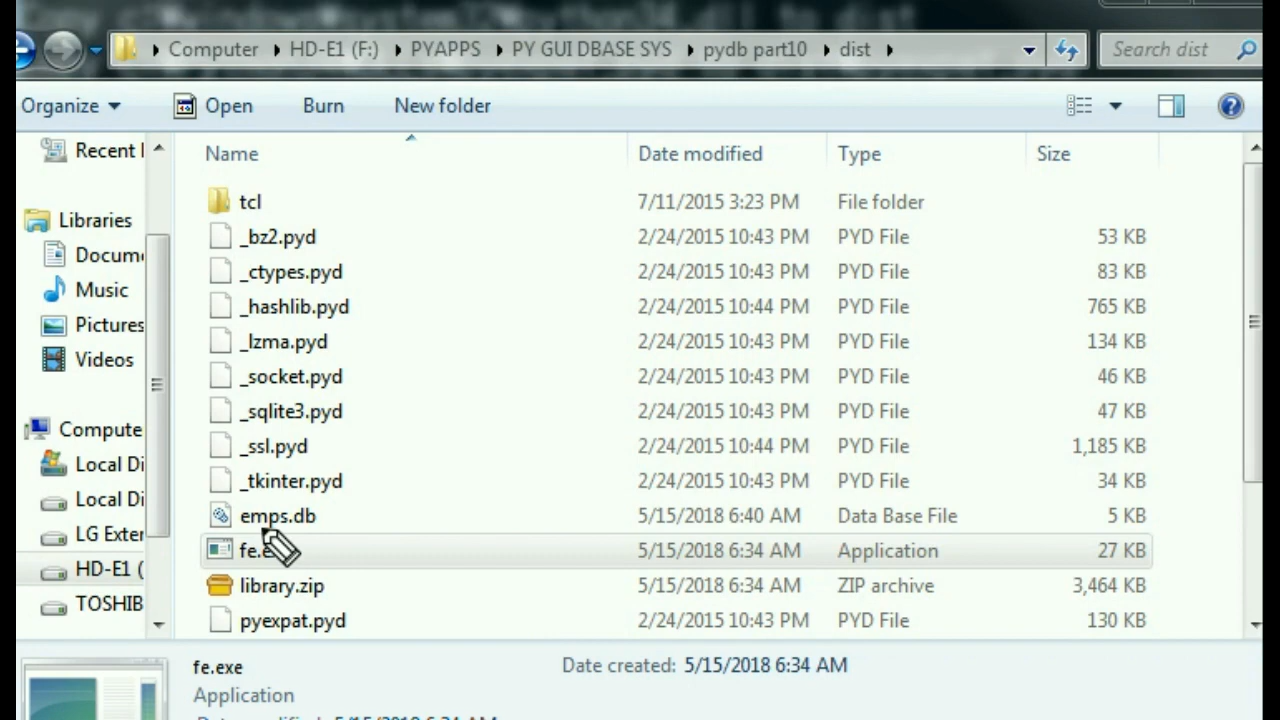 Computer HD-E1 (F:) PYAPPS PY GUI DBASE SYS pydb part10 dist Search dist
Organize Open Burn New folder
Name Date modified Type Size
Recent
Libraries
Docum
Music
Pictures
Videos
Compute
Local Di
Local Di
LG Exter
HD-E1 (
TOSHIB
tcl 7/11/2015 3:23 PM File folder
_bz2.pyd 2/24/2015 10:43 PM PYD File 53 KB
_ctypes.pyd 2/24/2015 10:43 PM PYD File 83 KB
_hashlib.pyd 2/24/2015 10:44 PM PYD File 765 KB
_lzma.pyd 2/24/2015 10:43 PM PYD File 134 KB
_socket.pyd 2/24/2015 10:43 PM PYD File 46 KB
_sqlite3.pyd 2/24/2015 10:43 PM PYD File 47 KB
_ssl.pyd 2/24/2015 10:44 PM PYD File 1,185 KB
_tkinter.pyd 2/24/2015 10:43 PM PYD File 34 KB
emps.db 5/15/2018 6:40 AM Data Base File 5 KB
fe.e 5/15/2018 6:34 AM Application 27 KB
library.zip 5/15/2018 6:34 AM ZIP archive 3,464 KB
pyexpat.pyd 2/24/2015 10:43 PM PYD File 130 KB
fe.exe Date created: 5/15/2018 6:34 AM
Application